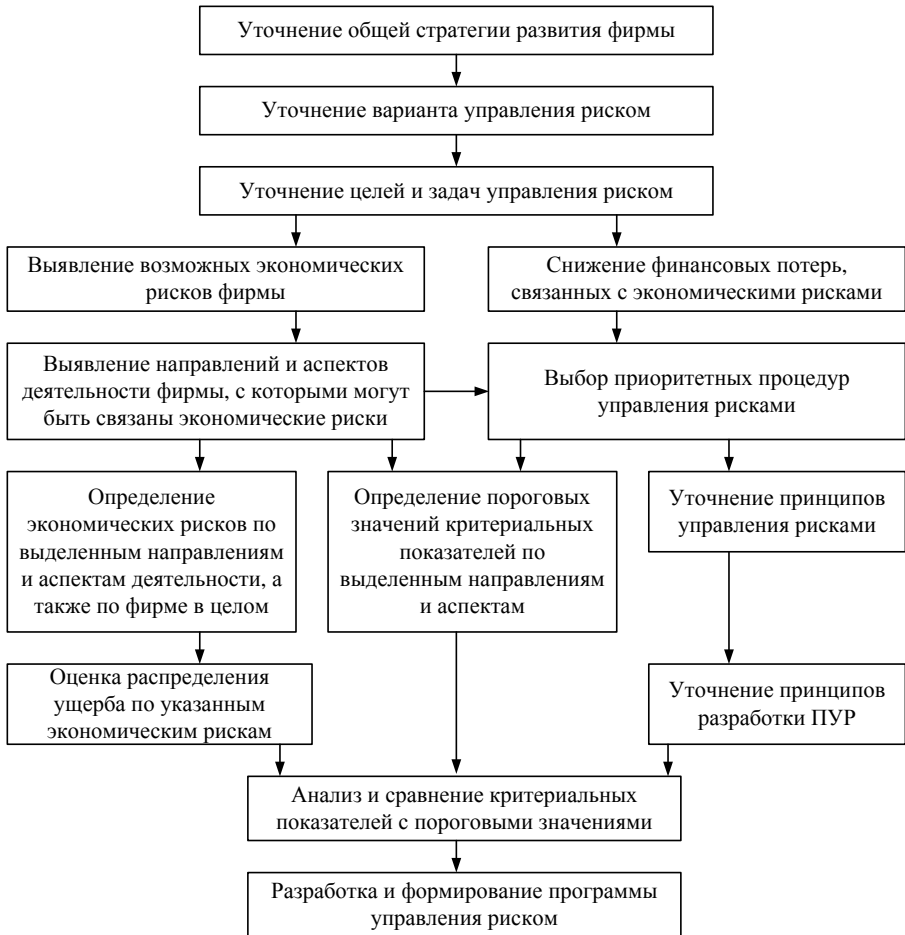 Уточнение общей стратегии развития фирмы
Уточнение варианта управления риском
Уточнение целей и задач управления риском
Выявление возможных экономических
рисков фирмы
Снижение финансовых потерь,
связанных с экономическими рисками
Выявление направлений и аспектов
деятельности фирмы, с которыми могут
быть связаны экономические риски
Выбор приоритетных процедур
управления рисками
Определение
экономических рисков по
выделенным направлениям
и аспектам деятельности, а
также по фирме в целом
Определение пороговых
значений критериальных
показателей по
выделенным направлениям
и аспектам
Уточнение принципов
управления рисками
Оценка распределения
ущерба по указанным
экономическим рискам
Уточнение принципов
разработки ПУР
Анализ и сравнение критериальных
показателей с пороговыми значениями
Разработка и формирование программы
управления риском